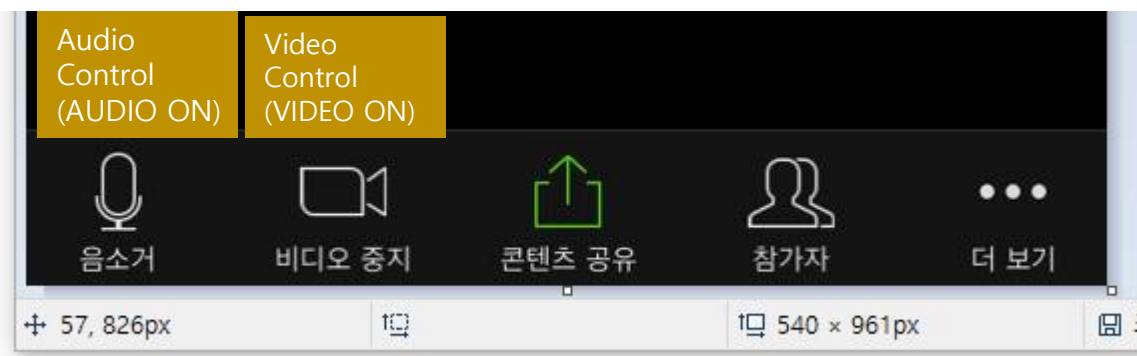 Audio
Control
(AUDIO ON)
Video
Control
(VIDEO ON)
음소거
비디오 중지
콘텐츠 공유
참가자
더 보기
57, 826px
540 × 961px